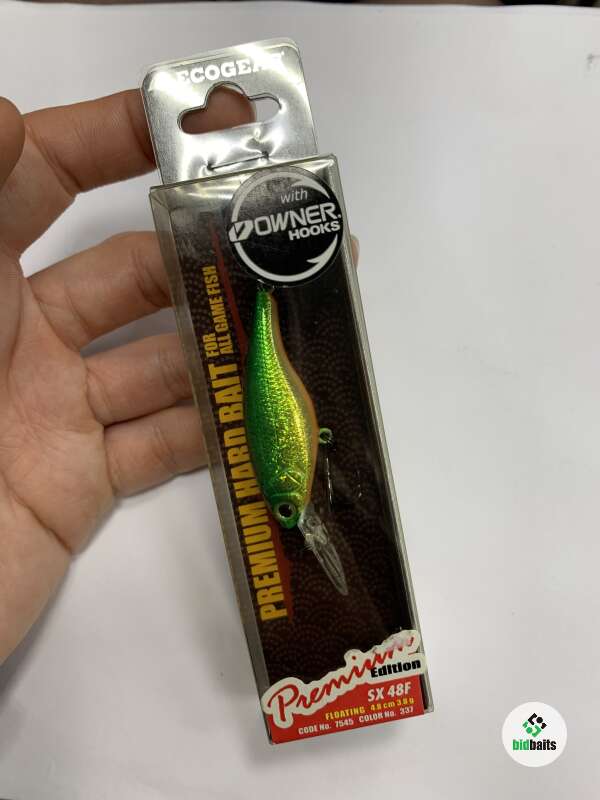 ECOGEAR
with
OWNER.
HOOKS
PREMIUM HARD BAIT
FOR
ALL GAME FISH
Premium
Edition
SX 48F
FLOATING 4.8 cm 3.8 g
CODE No. 7545 COLOR No. 337
bidbaits